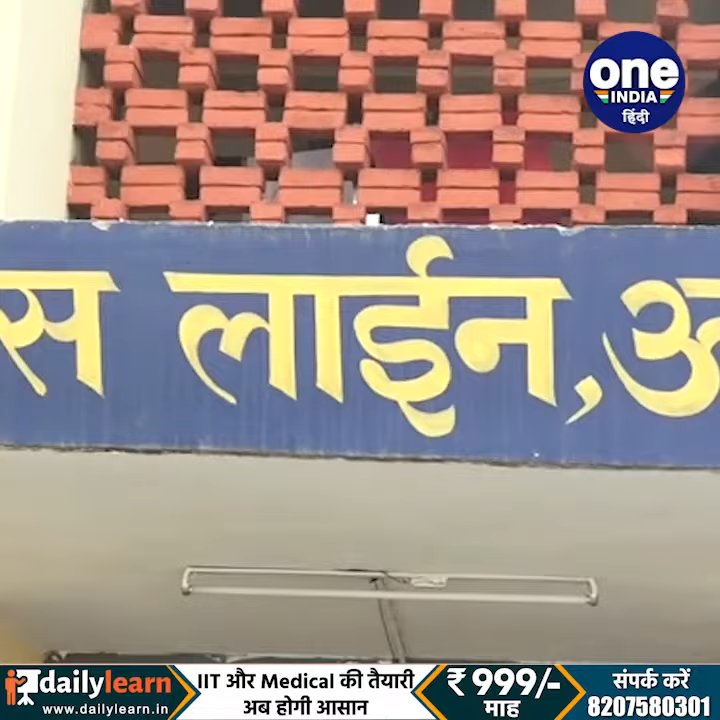 one
INDIA
हिंदी
स लाईन, अ
dailylearn
www.dailylearn.in
IIT और Medical की तैयारी
अब होगी आसान
₹ 999/-
माह
संपर्क करें
8207580301